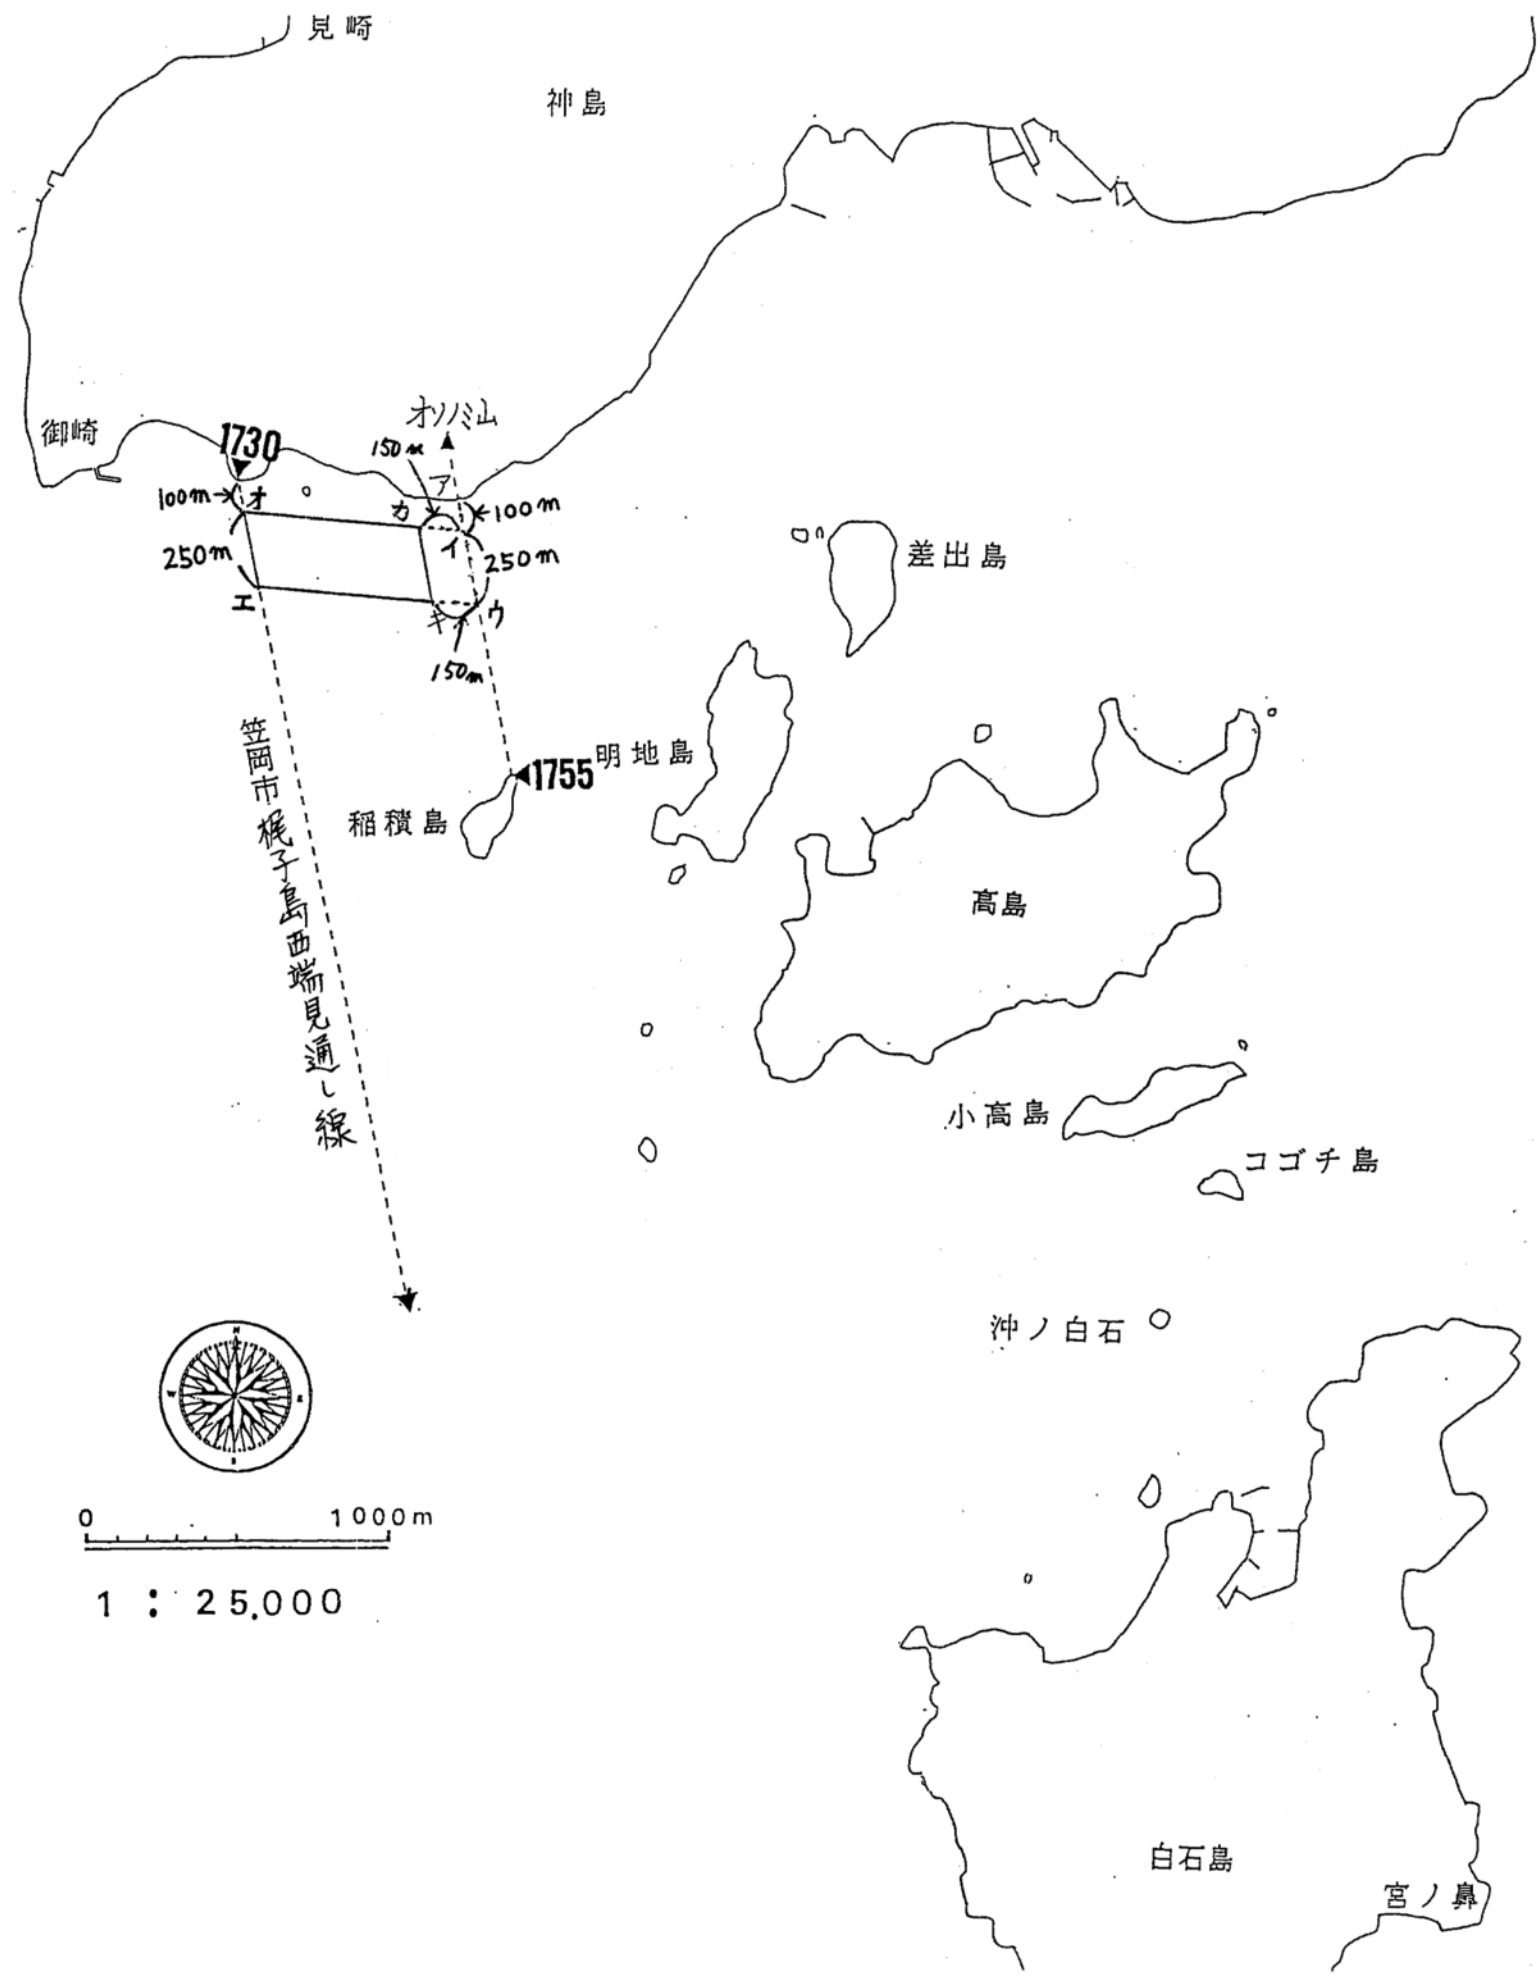 見崎
神島
御崎
1730
オソノミ山
150m
ア
100m
オ
カ
100m
イ
250m
250m
エ
キ
ウ
150m
差出島
笠岡市梶子島西端見通し線
明地島
1755
稲積島
高島
小高島
コゴチ島
沖ノ白石
N
W
E
S
0 1000m
1 : 25,000
白石島
宮ノ鼻